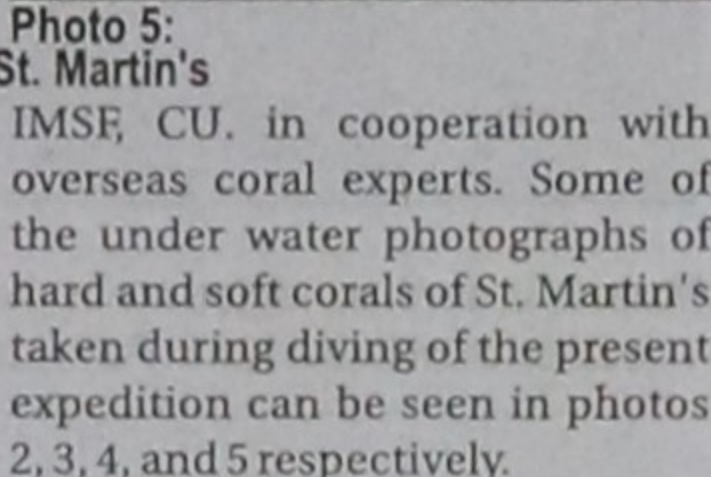 Photo 5:
St. Martin's
IMSF, CU. in cooperation with
overseas coral experts. Some of
the under water photographs of
hard and soft corals of St. Martin's
taken during diving of the present
expedition can be seen in photos
2, 3, 4, and 5 respectively.